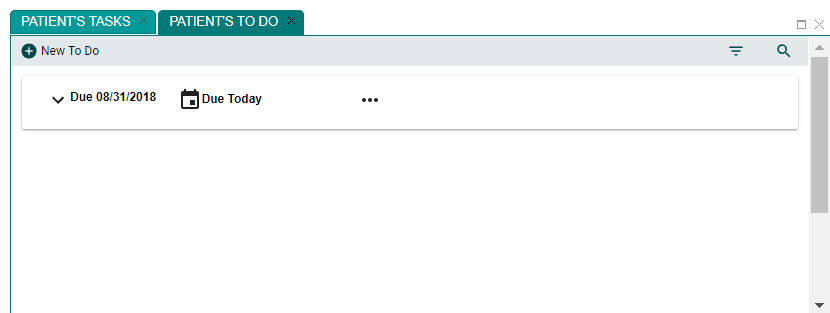 PATIENT'S TASKS PATIENT'S TO DO
New To Do
Due 08/31/2018 Due Today